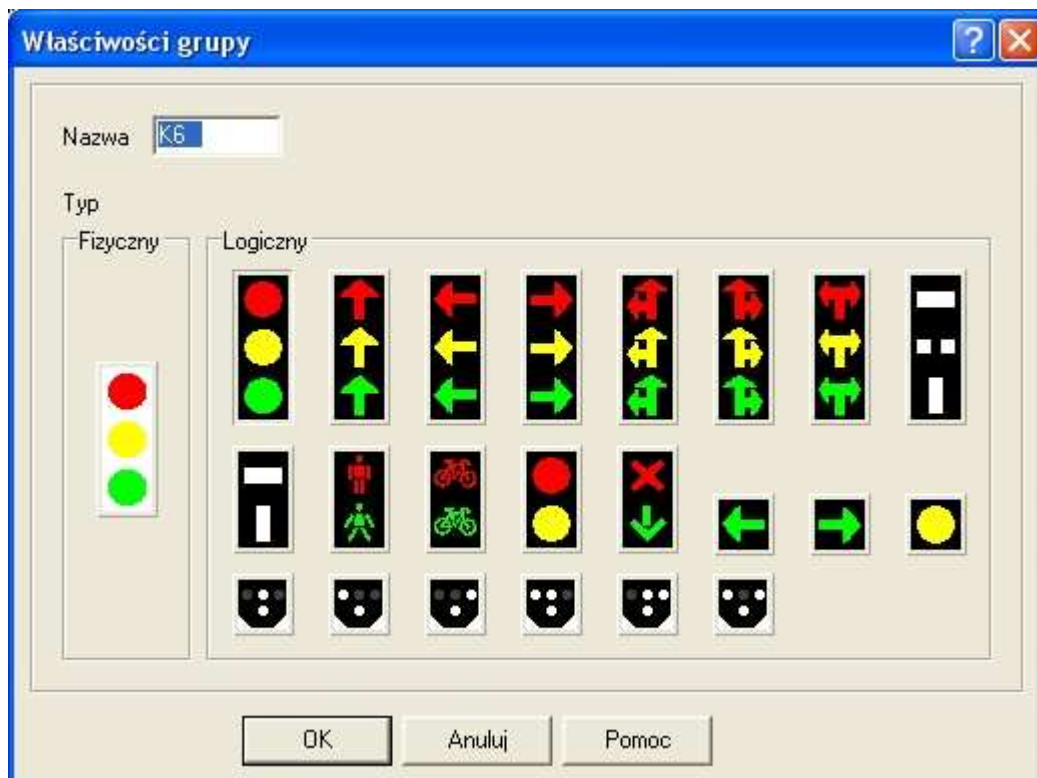 Właściwości grupy
Nazwa K6
Typ
Fizyczny Logiczny
OK Anuluj Pomoc